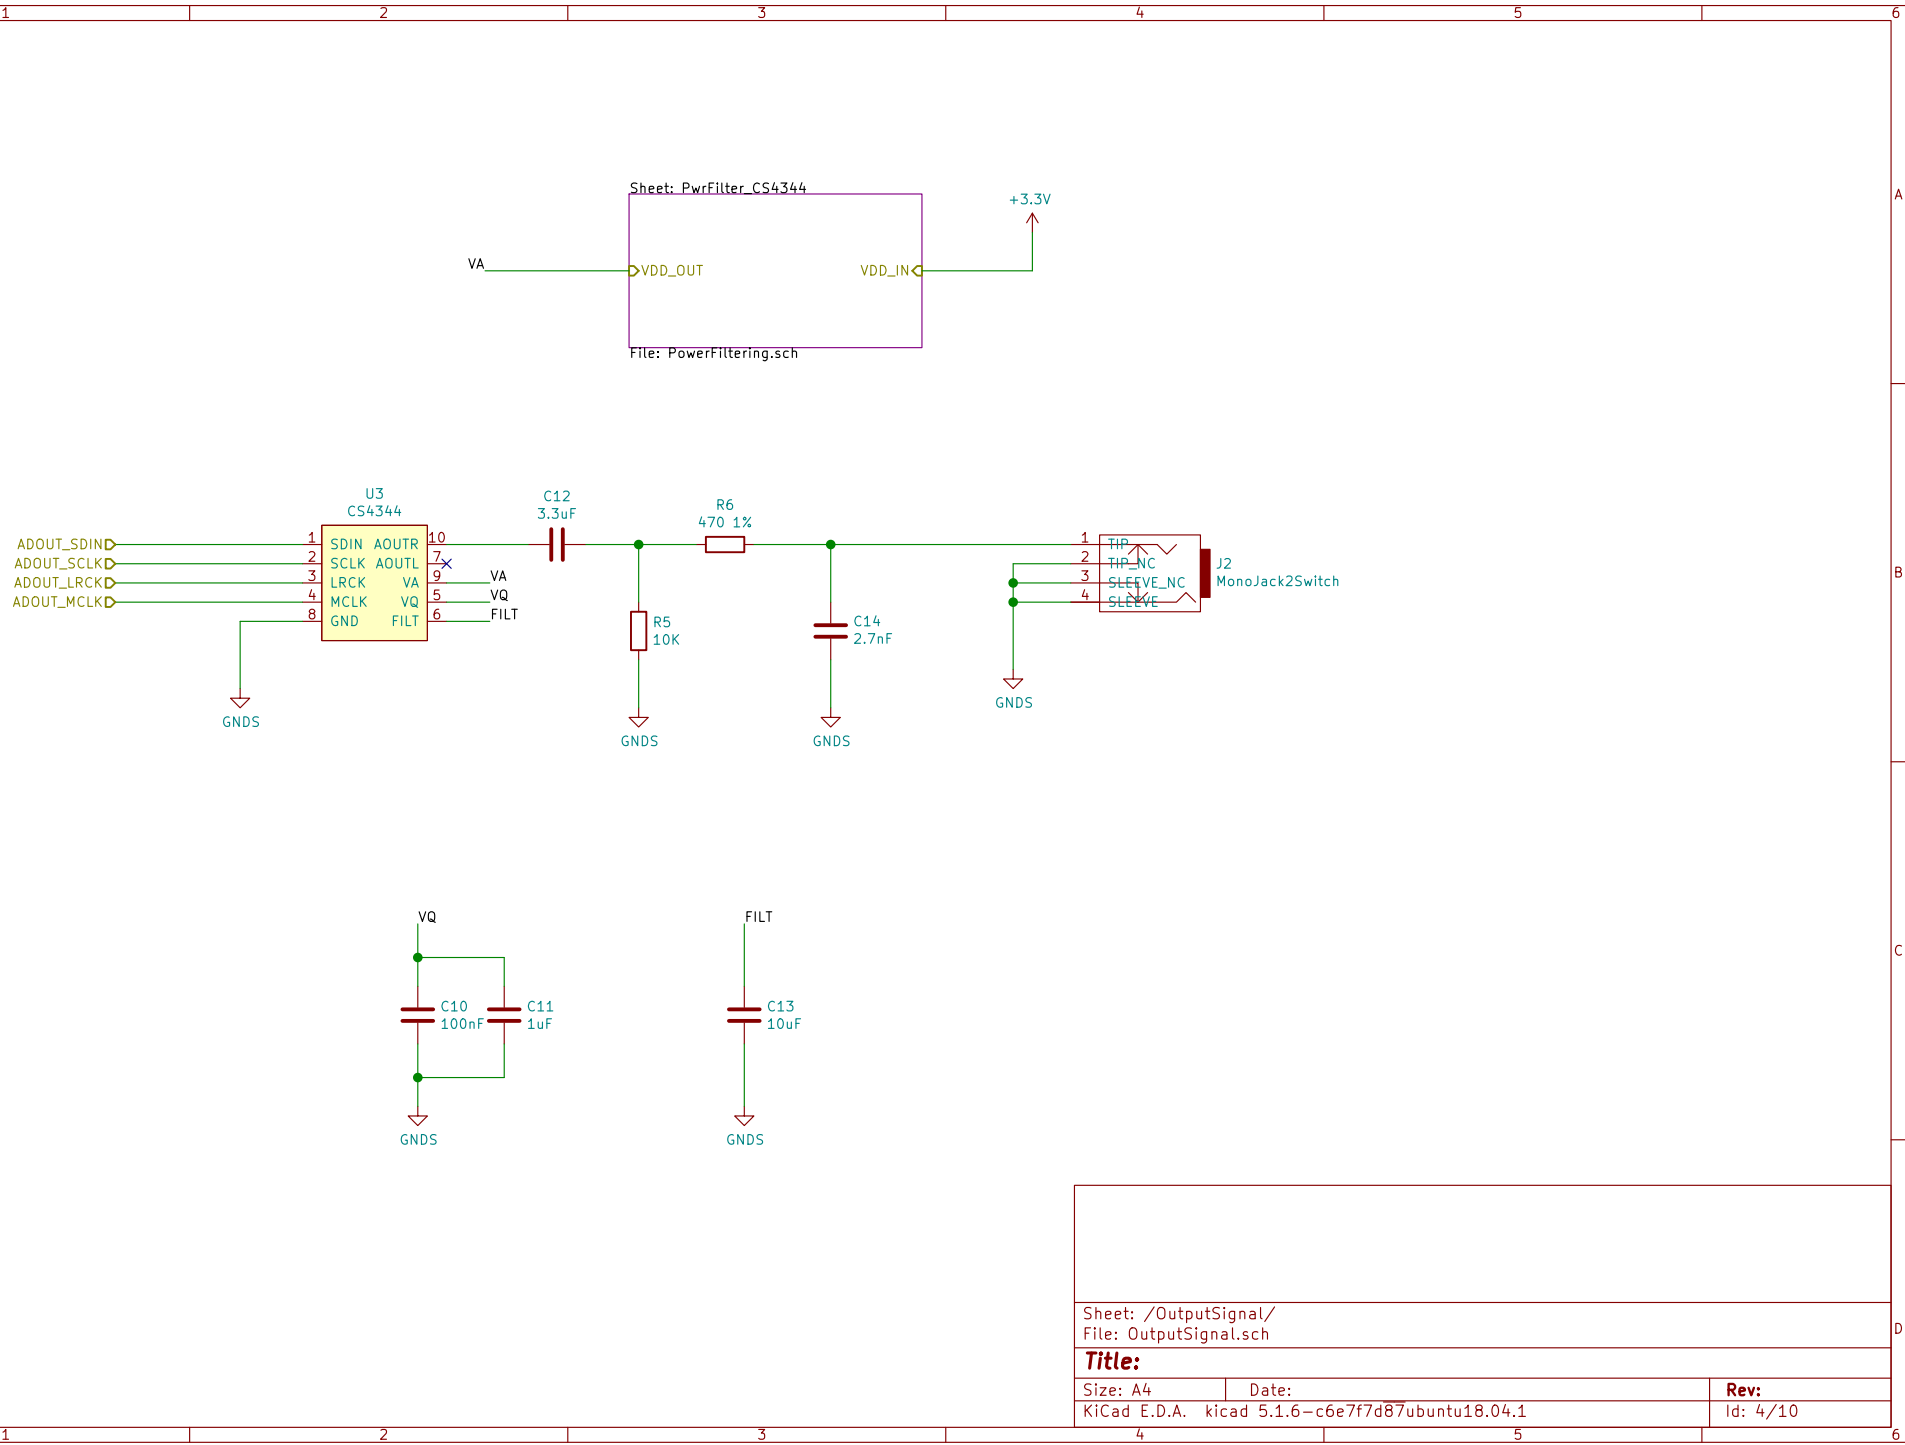 1 2 3 4 5 6
Sheet: PwrFilter_CS4344
+3.3V
A
VA
VDD_OUT
VDD_IN
File: PowerFiltering.sch
U3
CS4344
C12
3.3uF
R6
470 1%
ADOUT_SDIN
ADOUT_SCLK
ADOUT_LRCK
ADOUT_MCLK
1 SDIN AOUTR 10
2 SCLK AOUTL 7
3 LRCK VA 9
4 MCLK VQ 5
8 GND FILT 6
VA
VQ
FILT
GNDS
R5
10K
GNDS
C14
2.7nF
GNDS
1 TIP
2 TIP_NC
3 SLEEVE_NC
4 SLEEVE
J2
MonoJack2Switch
GNDS
B
VQ
C10
100nF
C11
1uF
GNDS
FILT
C13
10uF
GNDS
C
Sheet: /OutputSignal/
File: OutputSignal.sch
D
Title:
Size: A4 Date: Rev:
KiCad E.D.A. kicad 5.1.6-c6e7f7d87ubuntu18.04.1 Id: 4/10
1 2 3 4 5 6